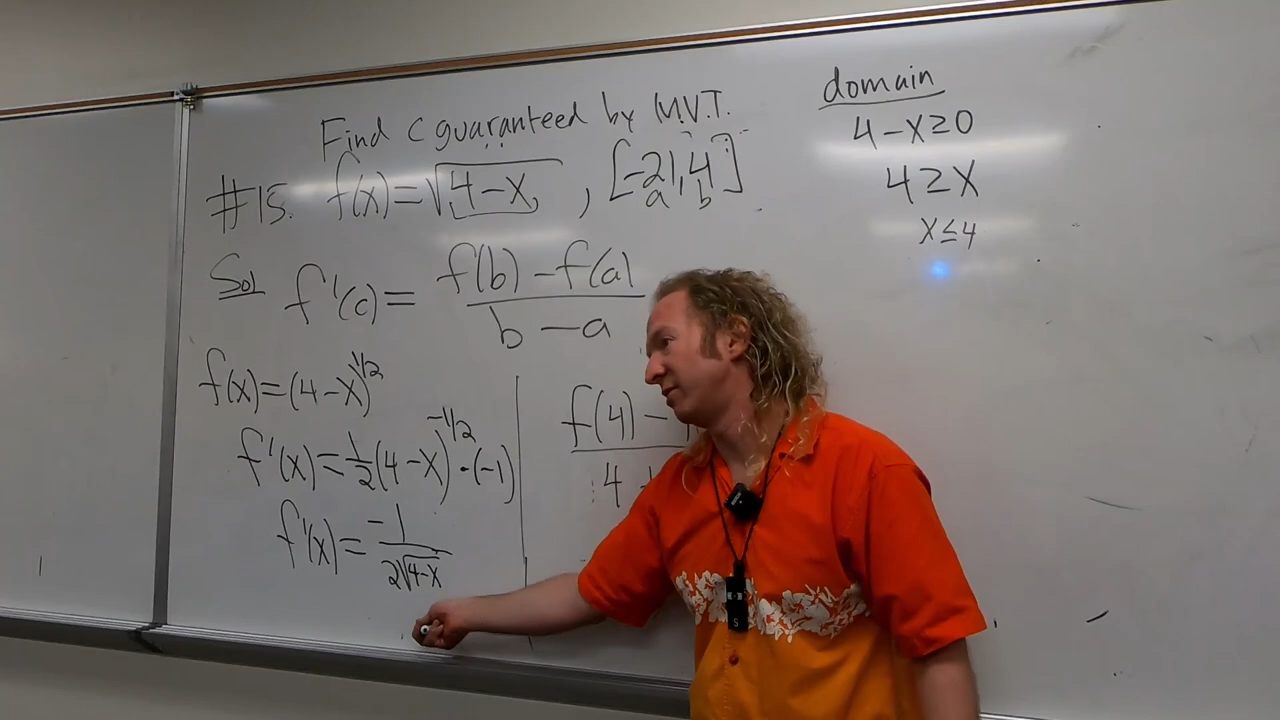 Find c guaranteed by M.V.T.
#15. f(x)=√4-x, [-21,4]
a b
Sol f'(c)= f(b)-f(a)
b-a
f(x)=(4-x)^1/2
f'(x)=1/2(4-x)^-1/2·(-1)
f'(x)= -1
2√4-x
f(4)-
4
domain
4-x≥0
4≥x
x≤4
S